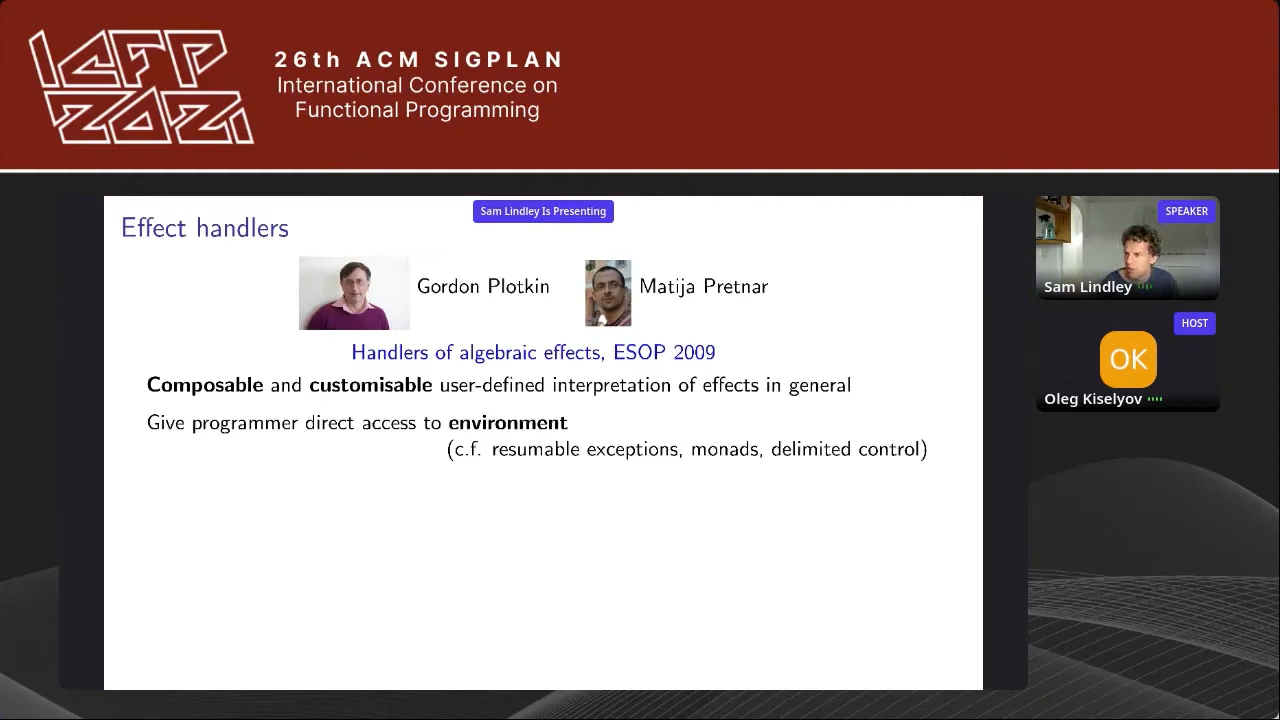 ICFP
2021
26th ACM SIGPLAN
International Conference on
Functional Programming
Sam Lindley Is Presenting
Effect handlers
Gordon Plotkin
Matija Pretnar
Handlers of algebraic effects, ESOP 2009
Composable and customisable user-defined interpretation of effects in general
Give programmer direct access to environment
(c.f. resumable exceptions, monads, delimited control)
SPEAKER
Sam Lindley
HOST
OK
Oleg Kiselyov